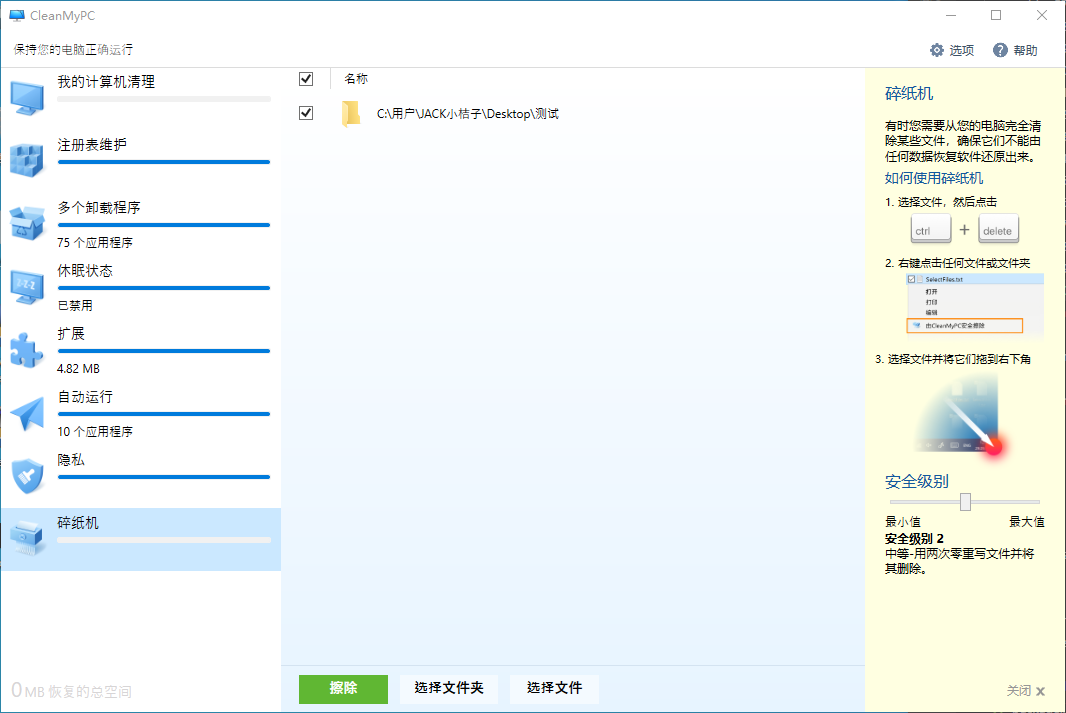 CleanMyPC
保持您的电脑正确运行
选项
帮助
我的计算机清理
注册表维护
多个卸载程序
75 个应用程序
休眠状态
已禁用
扩展
4.82 MB
自动运行
10 个应用程序
隐私
碎纸机
0 MB 恢复的总空间
名称
C:\用户\JACK小桔子\Desktop\测试
擦除
选择文件夹
选择文件
碎纸机
有时您需要从您的电脑完全清
除某些文件，确保它们不能由
任何数据恢复软件还原出来。
如何使用碎纸机
1. 选择文件，然后点击
ctrl + delete
2. 右键点击任何文件或文件夹
SelectFiles.txt
打开
打印
编辑
由CleanMyPC安全擦除
3. 选择文件并将它们拖到右下角
安全级别
最小值 最大值
安全级别 2
中等-用两次零重写文件并将
其删除。
关闭 x